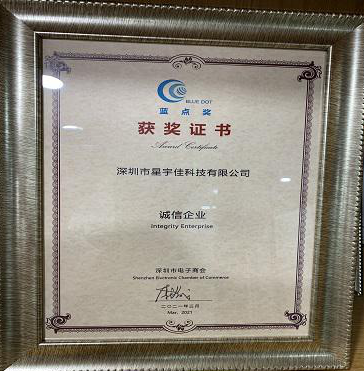 BLUE DOT
蓝点奖
获奖证书
Award Certificate
深圳市星宇佳科技有限公司
诚信企业
Integrity Enterprise
深圳市电子商会
Shenzhen Electronic Chamber of Commerce
二〇二一年三月
Mar. 2021